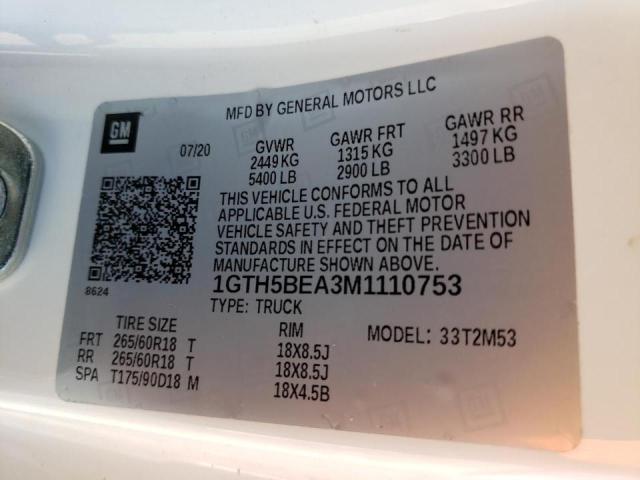 MFD BY GENERAL MOTORS LLC
GM
07/20
GVWR GAWR FRT GAWR RR
2449 KG 1315 KG 1497 KG
5400 LB 2900 LB 3300 LB
THIS VEHICLE CONFORMS TO ALL
APPLICABLE U.S. FEDERAL MOTOR
VEHICLE SAFETY AND THEFT PREVENTION
STANDARDS IN EFFECT ON THE DATE OF
MANUFACTURE SHOWN ABOVE.
8624
1GTH5BEA3M1110753
TYPE: TRUCK
TIRE SIZE RIM MODEL: 33T2M53
FRT 265/60R18 T 18X8.5J
RR 265/60R18 T 18X8.5J
SPA T175/90D18 M 18X4.5B